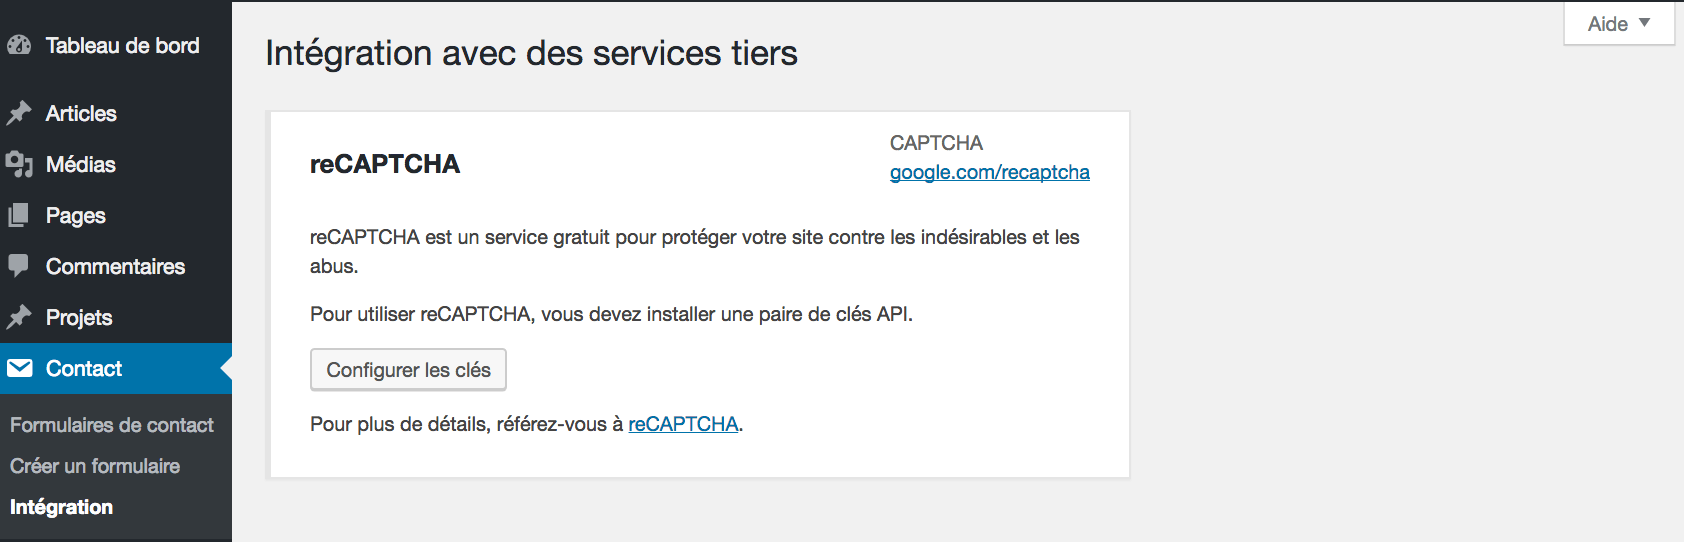 Tableau de bord
Articles
Médias
Pages
Commentaires
Projets
Contact
Formulaires de contact
Créer un formulaire
Intégration
Aide
Intégration avec des services tiers
reCAPTCHA
CAPTCHA
google.com/recaptcha
reCAPTCHA est un service gratuit pour protéger votre site contre les indésirables et les
abus.
Pour utiliser reCAPTCHA, vous devez installer une paire de clés API.
Configurer les clés
Pour plus de détails, référez-vous à reCAPTCHA.